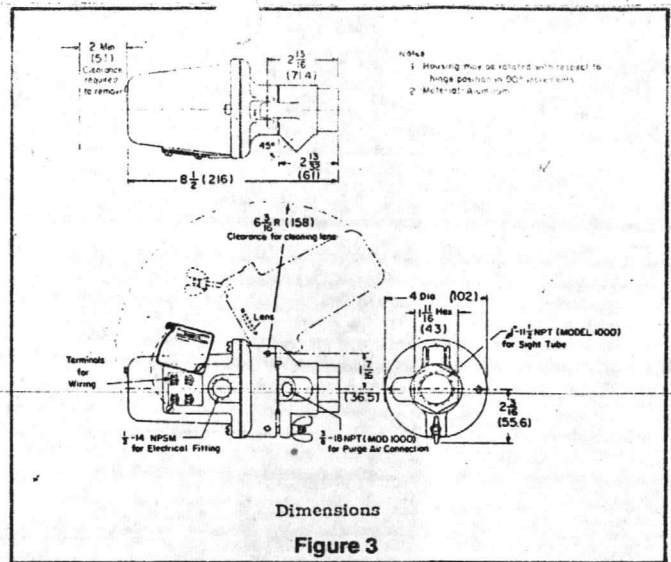 2 Min
(51)
Clearance
required
to remove
2 13/16
(71.4)
Notes
1 Housing may be rotated with respect to
hinge position in 90° increments
2 Material: Aluminum
45°
2 13/32
(61)
8 1/2 (216)
6 3/16 R (158)
Clearance for cleaning lens
Lens
4 Dia (102)
1 11/16 Hex
(43)
-11 1/2 NPT (MODEL 1000)
for Sight Tube
Terminals
for
Wiring
1 7/16
(36.5)
2 3/16
(55.6)
1/2 -14 NPSM
for Electrical Fitting
3/8 -18 NPT (MOD 1000)
for Purge Air Connection
Dimensions
Figure 3